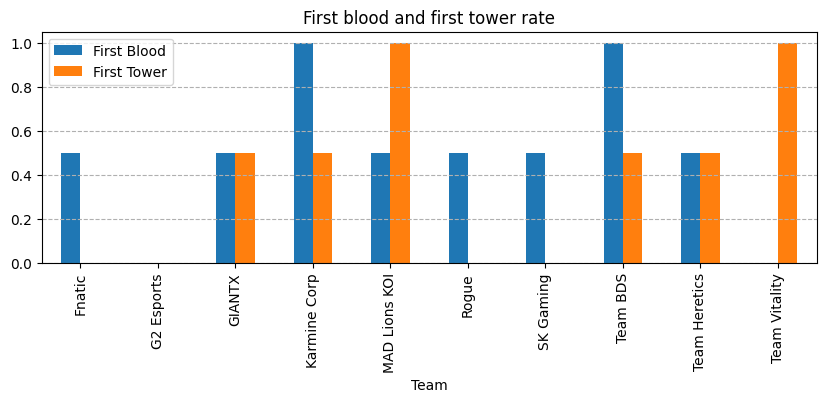 First blood and first tower rate
First Blood
First Tower
1.0
0.8
0.6
0.4
0.2
0.0
Fnatic
G2 Esports
GIANTX
Karmine Corp
MAD Lions KOI
Rogue
SK Gaming
Team BDS
Team Heretics
Team Vitality
Team